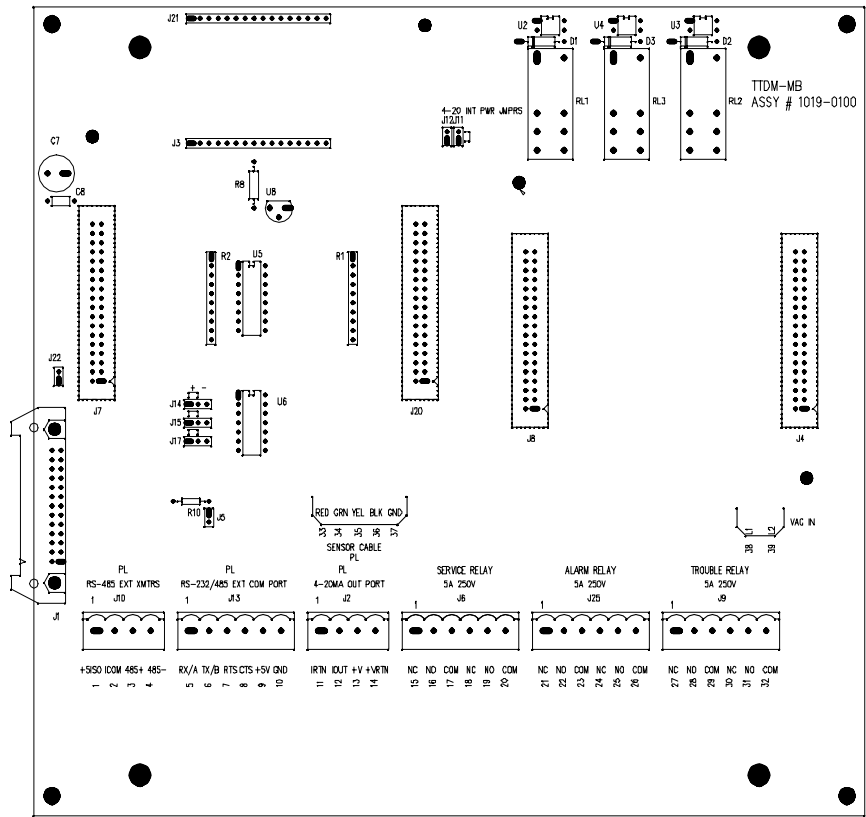 J21
U2
U4
U3
D1
D3
D2
TTDM-MB
ASSY # 1019-0100
RL1
RL3
RL2
4-20 INT PWR JMPRS
J12 J11
J3
C7
R8
U8
C8
R2
U5
R1
J22
+ -
J14
U6
J15
J17
J7
J20
J8
J4
R10
J5
RED GRN YEL BLK GND
33 34 35 36 37
SENSOR CABLE
PL
L1 L2
VAC IN
38 39
PL
RS-485 EXT XMTRS
J10
PL
RS-232/485 EXT COM PORT
J13
PL
4-20MA OUT PORT
J2
SERVICE RELAY
5A 250V
J6
ALARM RELAY
5A 250V
J25
TROUBLE RELAY
5A 250V
J9
J1
1 1 1 1 1 1
+5ISO ICOM 485+ 485-
1 2 3 4
RX/A TX/B RTS CTS +5V GND
5 6 7 8 9 10
IRTN IOUT +V +VRTN
11 12 13 14
NC NO COM NC NO COM
15 16 17 18 19 20
NC NO COM NC NO COM
21 22 23 24 25 26
NC NO COM NC NO COM
27 28 29 30 31 32